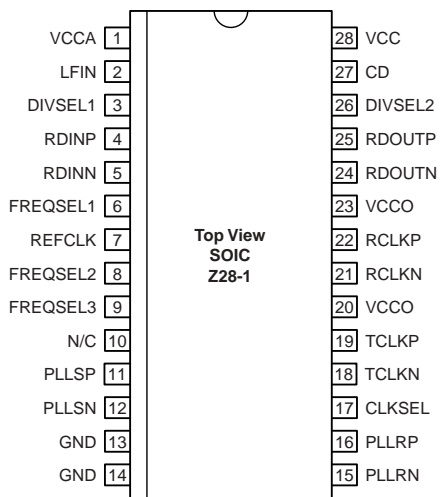 VCCA 1
LFIN 2
DIVSEL1 3
RDINP 4
RDINN 5
FREQSEL1 6
REFCLK 7
FREQSEL2 8
FREQSEL3 9
N/C 10
PLLSP 11
PLLSN 12
GND 13
GND 14
Top View
SOIC
Z28-1
28 VCC
27 CD
26 DIVSEL2
25 RDOUTP
24 RDOUTN
23 VCCO
22 RCLKP
21 RCLKN
20 VCCO
19 TCLKP
18 TCLKN
17 CLKSEL
16 PLLRP
15 PLLRN